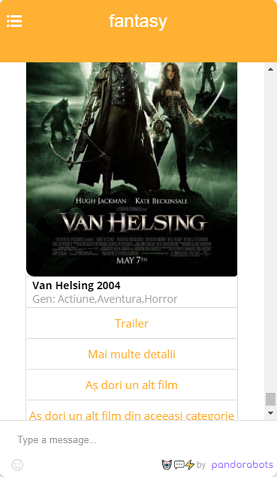 fantasy
HUGH JACKMAN KATE BECKINSALE
VAN HELSING
MAY 7TH
Van Helsing 2004
Gen: Actiune,Aventura,Horror
Trailer
Mai multe detalii
Aș dori un alt film
Aș dori un alt film din aceeași categorie
Type a message...
by pandorabots